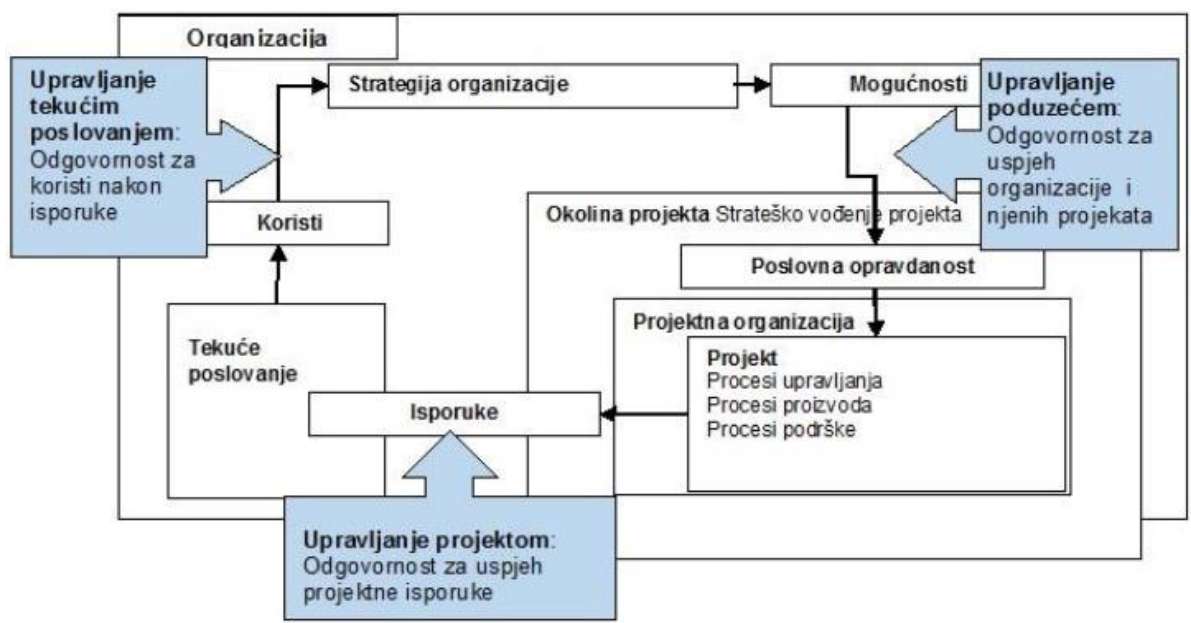 Organizacija
Upravljanje
tekućim
poslovanjem:
Odgovornost za
koristi nakon
isporuke
Strategija organizacije
Mogućnosti
Upravljanje
poduzećem:
Odgovornost za
uspjeh
organizacije i
njenih projekata
Koristi
Okolina projekta Strateško vođenje projekta
Poslovna opravdanost
Projektna organizacija
Tekuće
poslovanje
Projekt
Procesi upravljanja
Procesi proizvoda
Procesi podrške
Isporuke
Upravljanje projektom:
Odgovornost za uspjeh
projektne isporuke